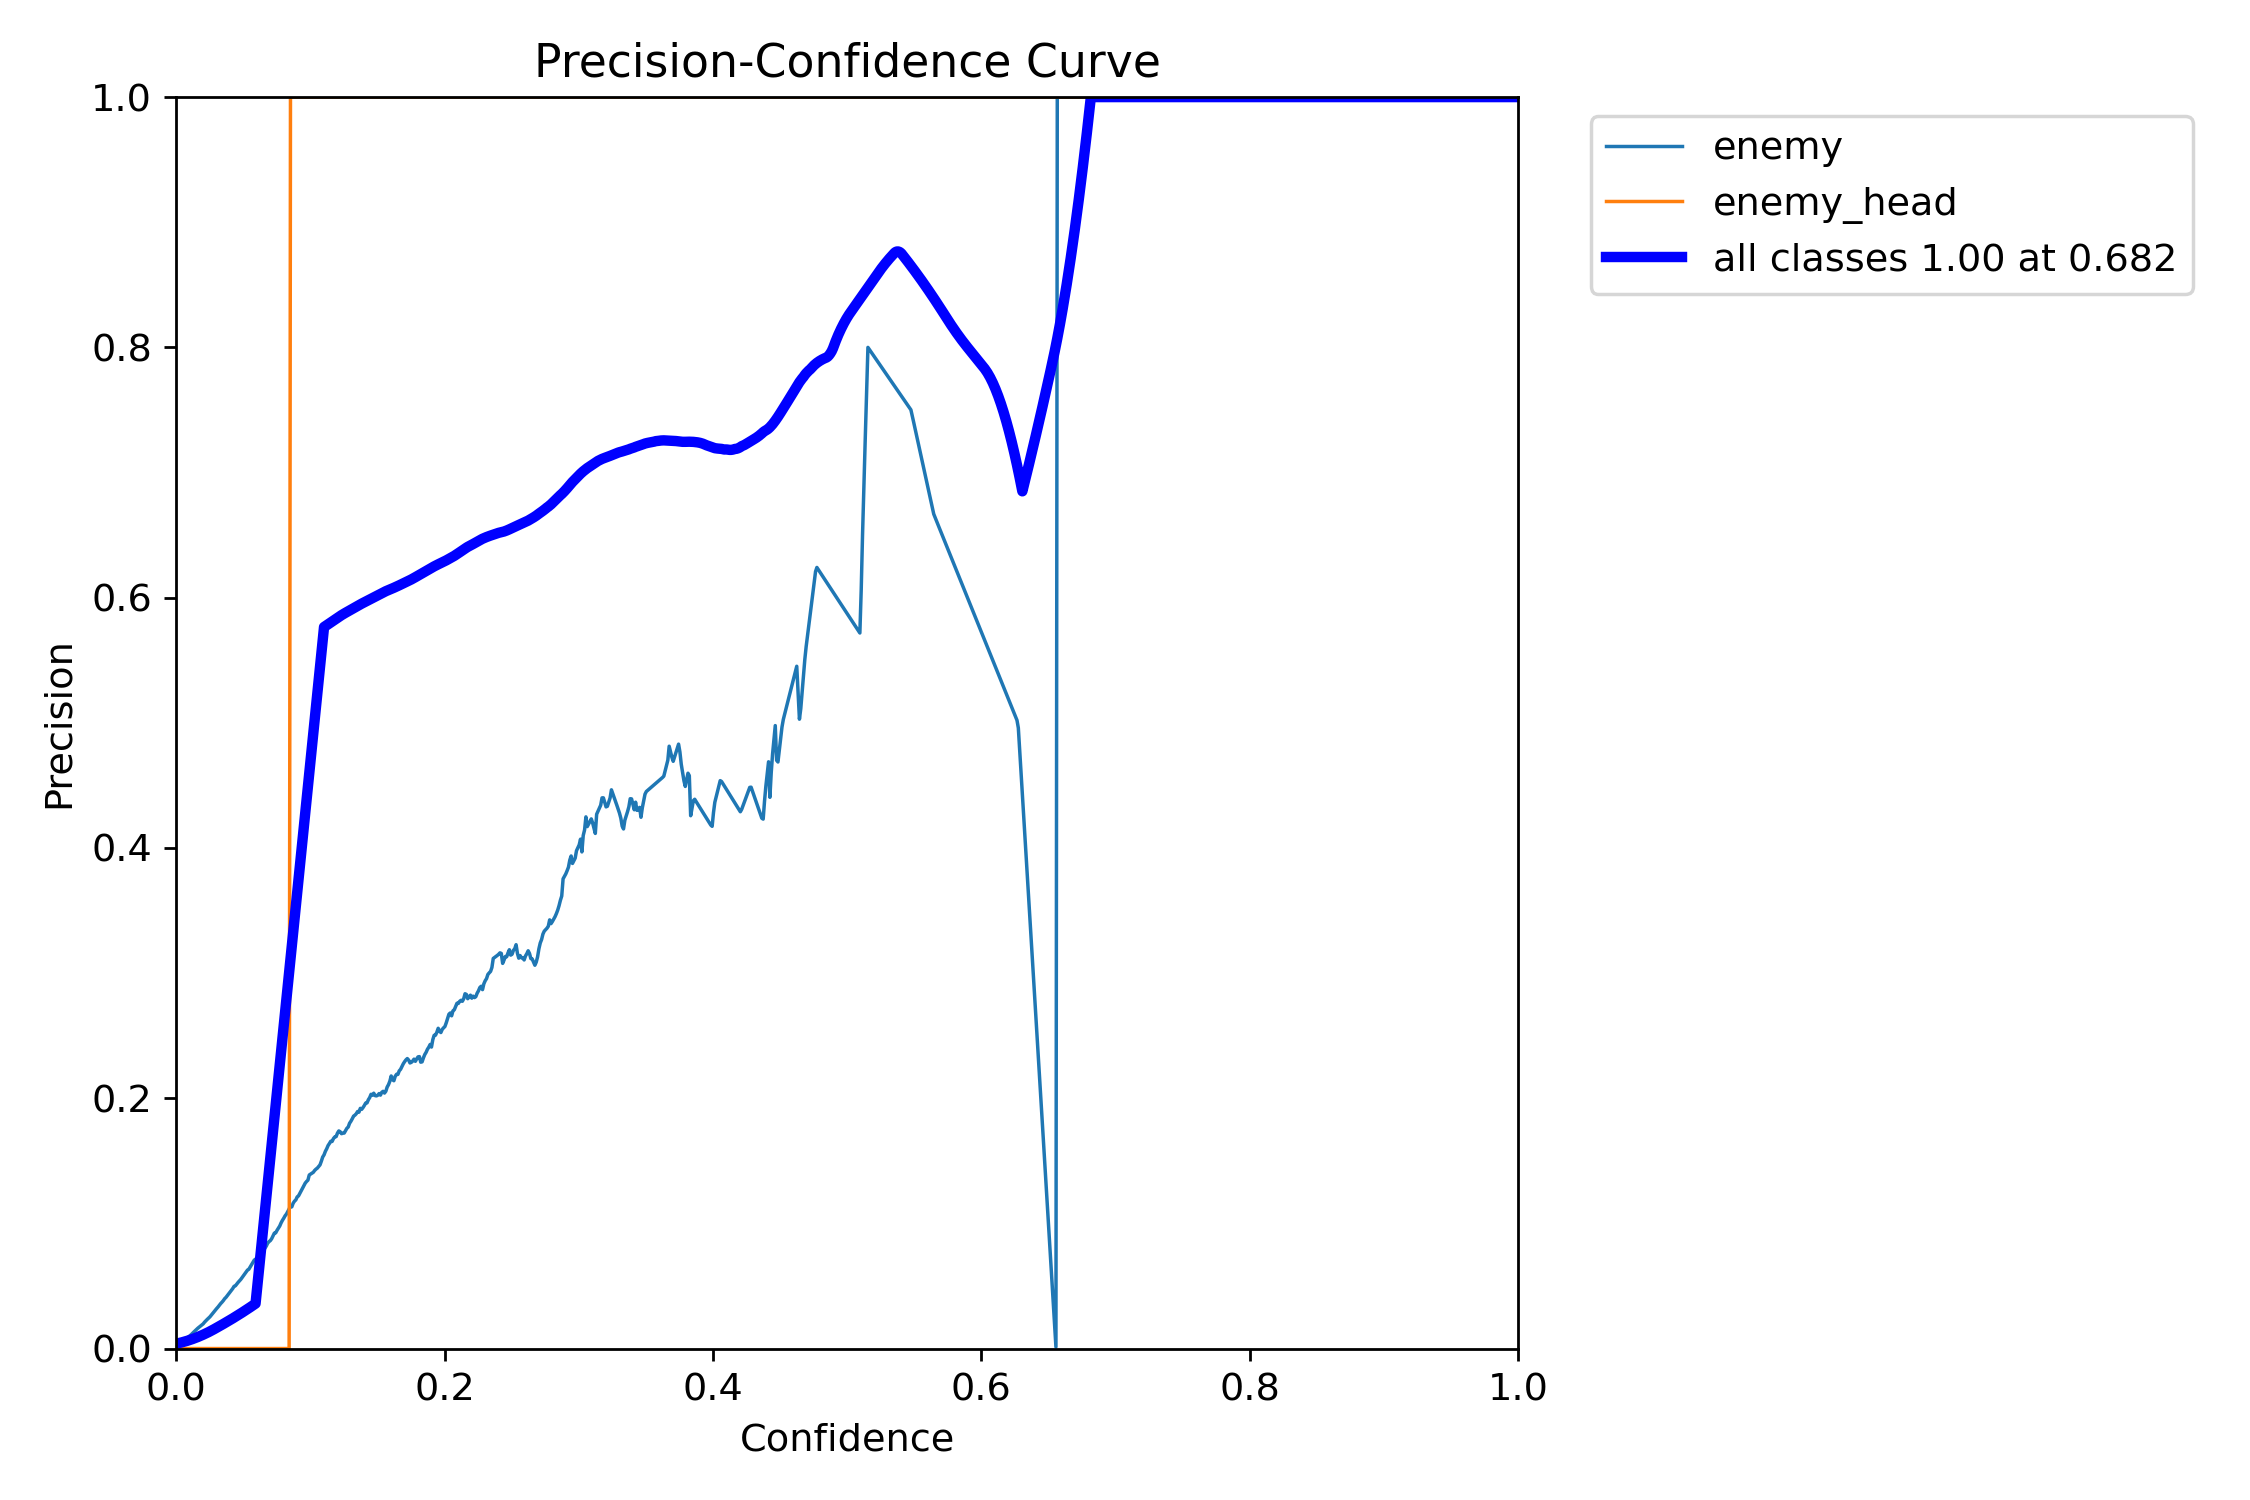 Precision-Confidence Curve
1.0
0.8
0.6
0.4
0.2
0.0
Precision
0.0 0.2 0.4 0.6 0.8 1.0
Confidence
enemy
enemy_head
all classes 1.00 at 0.682